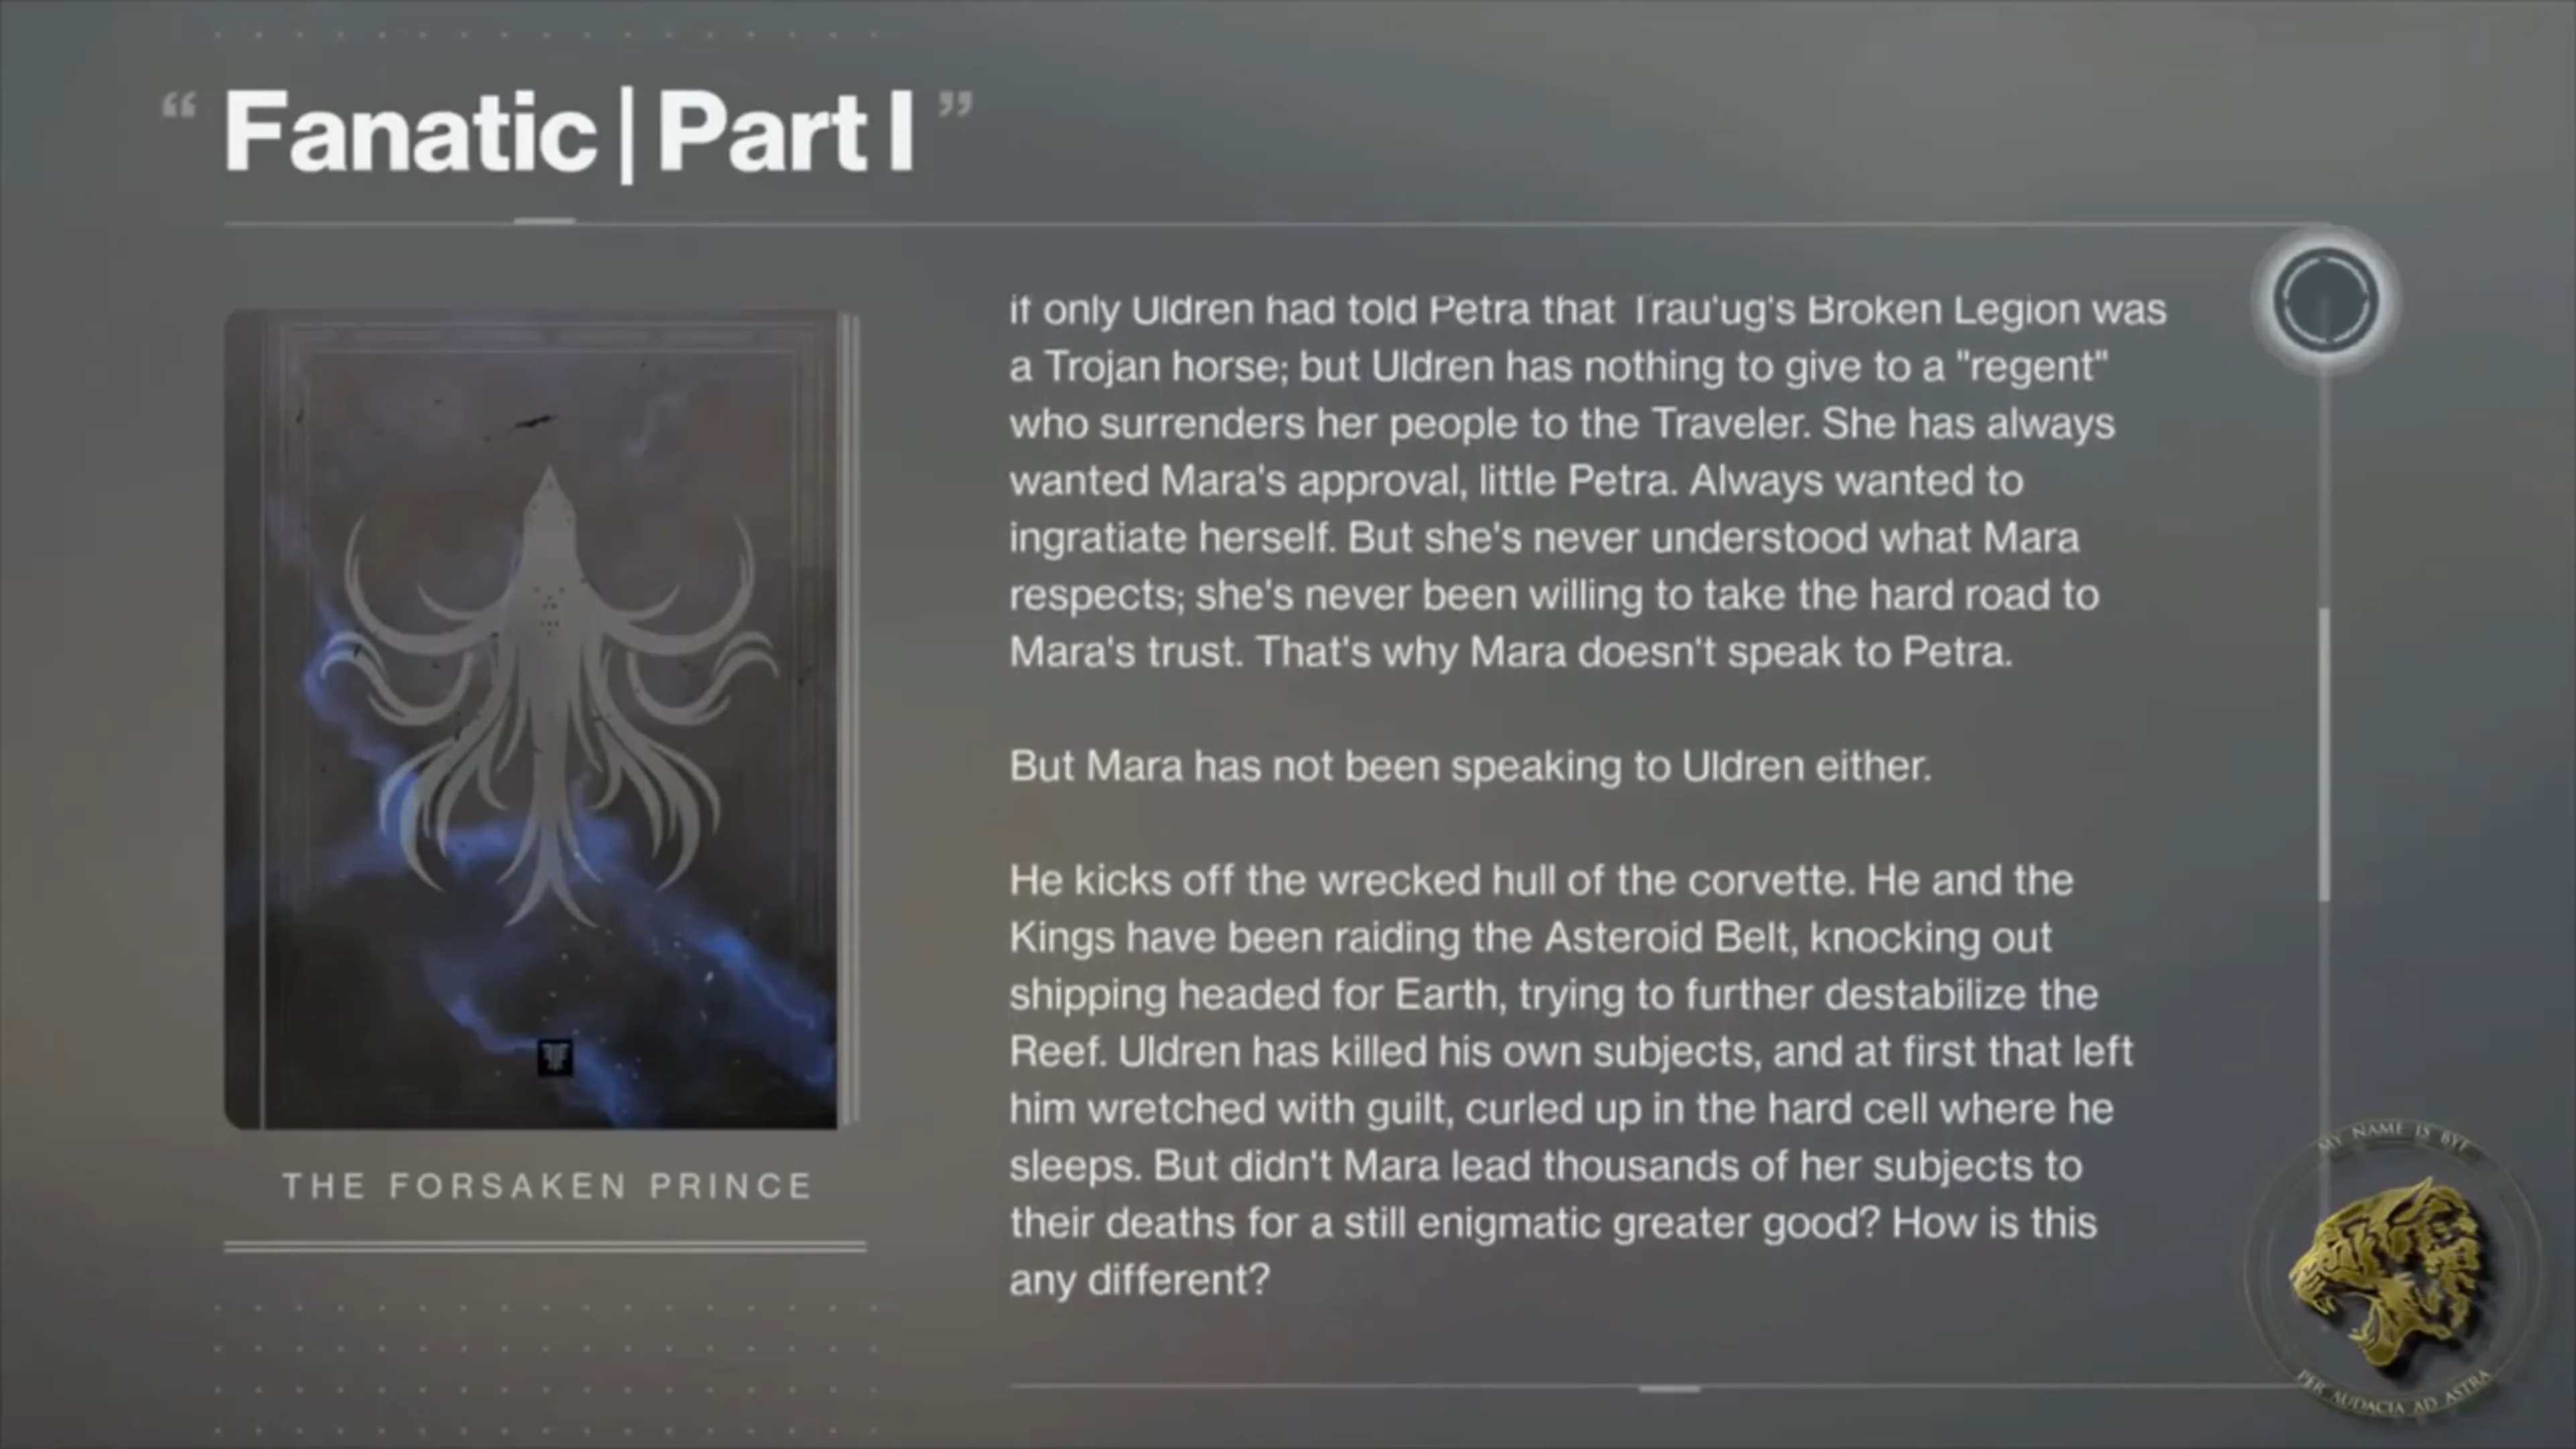 “ Fanatic | Part I ”
if only Uldren had told Petra that Trau'ug's Broken Legion was
a Trojan horse; but Uldren has nothing to give to a "regent"
who surrenders her people to the Traveler. She has always
wanted Mara's approval, little Petra. Always wanted to
ingratiate herself. But she's never understood what Mara
respects; she's never been willing to take the hard road to
Mara's trust. That's why Mara doesn't speak to Petra.
But Mara has not been speaking to Uldren either.
He kicks off the wrecked hull of the corvette. He and the
Kings have been raiding the Asteroid Belt, knocking out
shipping headed for Earth, trying to further destabilize the
Reef. Uldren has killed his own subjects, and at first that left
him wretched with guilt, curled up in the hard cell where he
sleeps. But didn't Mara lead thousands of her subjects to
their deaths for a still enigmatic greater good? How is this
any different?
THE FORSAKEN PRINCE
MY NAME IS BYF
PER AUDACIA AD ASTRA